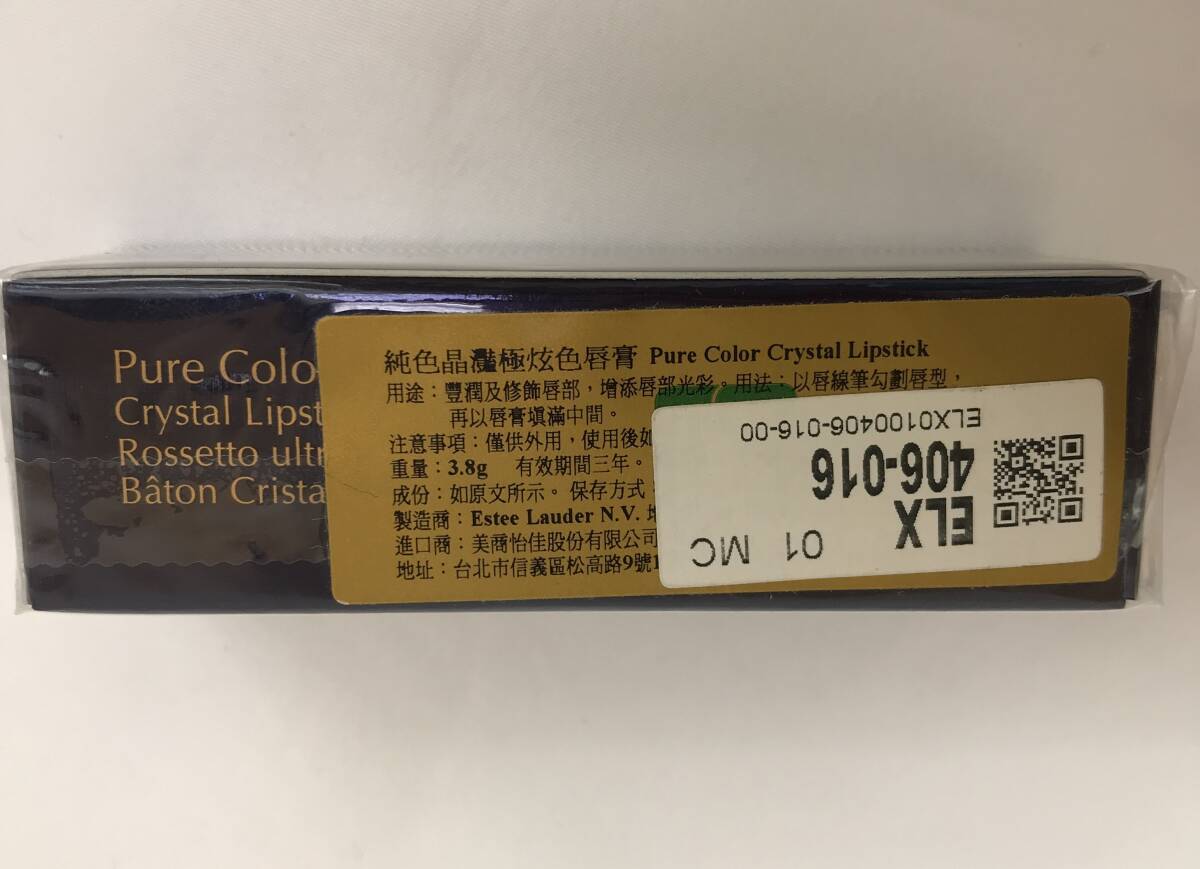 Pure Colo
Crystal Lipst
Rossetto ultr
Bâton Crista
純色晶灩極炫色唇膏 Pure Color Crystal Lipstick
用途：豐潤及修飾唇部，增添唇部光彩。用法：以唇線筆勾劃唇型，
再以唇膏填滿中間。
注意事項：僅供外用，使用後如
重量：3.8g 有效期間三年。
成份：如原文所示。保存方式
製造商：Estee Lauder N.V. 地
進口商：美商怡佳股份有限公司
地址：台北市信義區松高路9號1
ELX
01 MC
406-016
ELX01000406-016-00